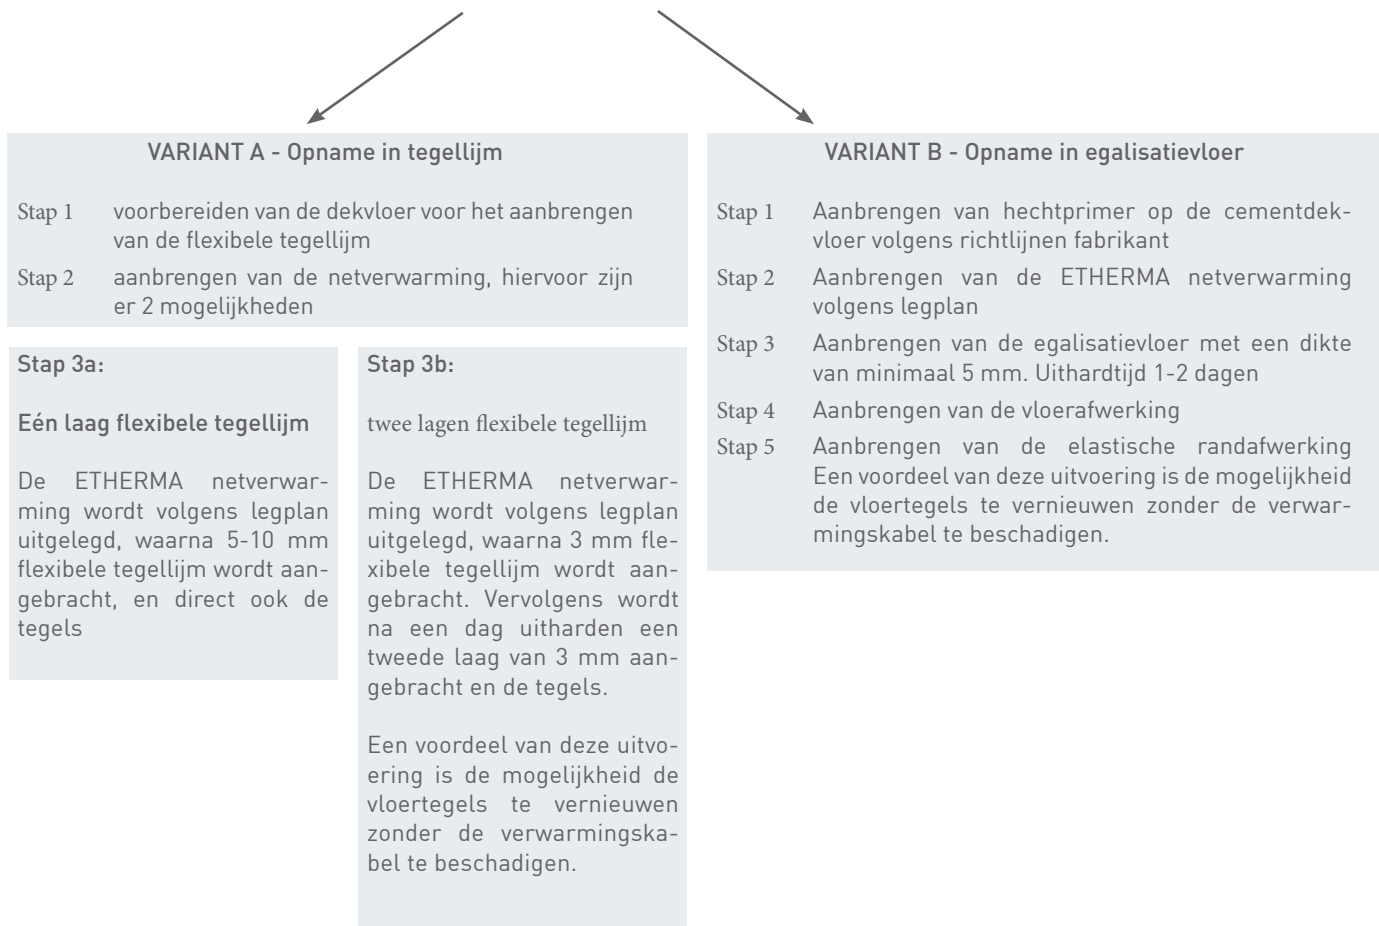 VARIANT A - Opname in tegellijm
Stap 1 voorbereiden van de dekvloer voor het aanbrengen
van de flexibele tegellijm
Stap 2 aanbrengen van de netverwarming, hiervoor zijn
er 2 mogelijkheden
Stap 3a:
Eén laag flexibele tegellijm
De ETHERMA netverwar-
ming wordt volgens legplan
uitgelegd, waarna 5-10 mm
flexibele tegellijm wordt aan-
gebracht, en direct ook de
tegels
Stap 3b:
twee lagen flexibele tegellijm
De ETHERMA netverwar-
ming wordt volgens legplan
uitgelegd, waarna 3 mm fle-
xibele tegellijm wordt aan-
gebracht. Vervolgens wordt
na een dag uitharden een
tweede laag van 3 mm aan-
gebracht en de tegels.
Een voordeel van deze uitvo-
ering is de mogelijkheid de
vloertegels te vernieuwen
zonder de verwarmingska-
bel te beschadigen.
VARIANT B - Opname in egalisatievloer
Stap 1 Aanbrengen van hechtprimer op de cementdek-
vloer volgens richtlijnen fabrikant
Stap 2 Aanbrengen van de ETHERMA netverwarming
volgens legplan
Stap 3 Aanbrengen van de egalisatievloer met een dikte
van minimaal 5 mm. Uithardtijd 1-2 dagen
Stap 4 Aanbrengen van de vloerafwerking
Stap 5 Aanbrengen van de elastische randafwerking
Een voordeel van deze uitvoering is de mogelijkheid
de vloertegels te vernieuwen zonder de verwar-
mingskabel te beschadigen.